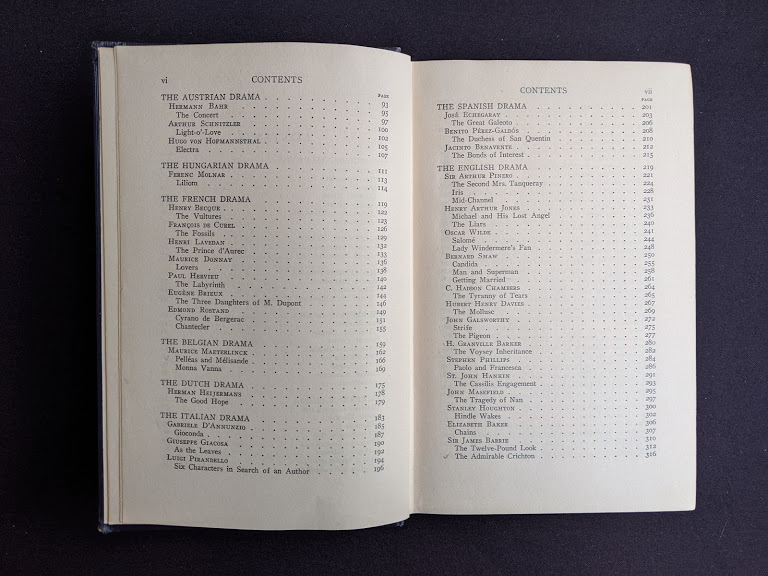 vi CONTENTS
PAGE
THE AUSTRIAN DRAMA . . . . . 93
HERMANN BAHR . . . . . 95
The Concert . . . . . 97
ARTHUR SCHNITZLER . . . . . 100
Light-o'-Love . . . . . 102
HUGO VON HOFMANNSTHAL . . . . . 105
Electra . . . . . 107
THE HUNGARIAN DRAMA . . . . . 111
FERENC MOLNAR . . . . . 113
Liliom . . . . . 114
THE FRENCH DRAMA . . . . . 119
HENRY BECQUE . . . . . 122
The Vultures . . . . . 123
FRANÇOIS DE CUREL . . . . . 126
The Fossils . . . . . 129
HENRI LAVEDAN . . . . . 132
The Prince d'Aurec . . . . . 133
MAURICE DONNAY . . . . . 136
Lovers . . . . . 138
PAUL HERVIEU . . . . . 140
The Labyrinth . . . . . 142
EUGÈNE BRIEUX . . . . . 144
The Three Daughters of M. Dupont . . . . . 146
EDMOND ROSTAND . . . . . 149
Cyrano de Bergerac . . . . . 151
Chantecler . . . . . 155
THE BELGIAN DRAMA . . . . . 159
MAURICE MAETERLINCK . . . . . 162
Pelléas and Mélisande . . . . . 166
Monna Vanna . . . . . 169
THE DUTCH DRAMA . . . . . 175
HERMAN HEIJERMANS . . . . . 178
The Good Hope . . . . . 179
THE ITALIAN DRAMA . . . . . 183
GABRIELE D'ANNUNZIO . . . . . 185
Gioconda . . . . . 187
GIUSEPPE GIACOSA . . . . . 190
As the Leaves . . . . . 192
LUIGI PIRANDELLO . . . . . 194
Six Characters in Search of an Author . . . . . 196
CONTENTS vii
PAGE
THE SPANISH DRAMA . . . . . 201
JOSÉ ECHEGARAY . . . . . 203
The Great Galeoto . . . . . 206
BENITO PÉREZ-GALDÓS . . . . . 208
The Duchess of San Quentin . . . . . 210
JACINTO BENAVENTE . . . . . 212
The Bonds of Interest . . . . . 215
THE ENGLISH DRAMA . . . . . 219
SIR ARTHUR PINERO . . . . . 221
The Second Mrs. Tanqueray . . . . . 224
Iris . . . . . 228
Mid-Channel . . . . . 231
HENRY ARTHUR JONES . . . . . 233
Michael and His Lost Angel . . . . . 236
The Liars . . . . . 240
OSCAR WILDE . . . . . 241
Salomé . . . . . 244
Lady Windermere's Fan . . . . . 248
BERNARD SHAW . . . . . 250
Candida . . . . . 255
Man and Superman . . . . . 258
Getting Married . . . . . 261
C. HADDON CHAMBERS . . . . . 264
The Tyranny of Tears . . . . . 265
HUBERT HENRY DAVIES . . . . . 267
The Mollusc . . . . . 269
JOHN GALSWORTHY . . . . . 272
Strife . . . . . 275
The Pigeon . . . . . 277
H. GRANVILLE BARKER . . . . . 280
The Voysey Inheritance . . . . . 282
STEPHEN PHILLIPS . . . . . 284
Paolo and Francesca . . . . . 286
ST. JOHN HANKIN . . . . . 291
The Cassilis Engagement . . . . . 293
JOHN MASEFIELD . . . . . 295
The Tragedy of Nan . . . . . 297
STANLEY HOUGHTON . . . . . 300
Hindle Wakes . . . . . 302
ELIZABETH BAKER . . . . . 306
Chains . . . . . 307
SIR JAMES BARRIE . . . . . 310
The Twelve-Pound Look . . . . . 312
The Admirable Crichton . . . . . 316